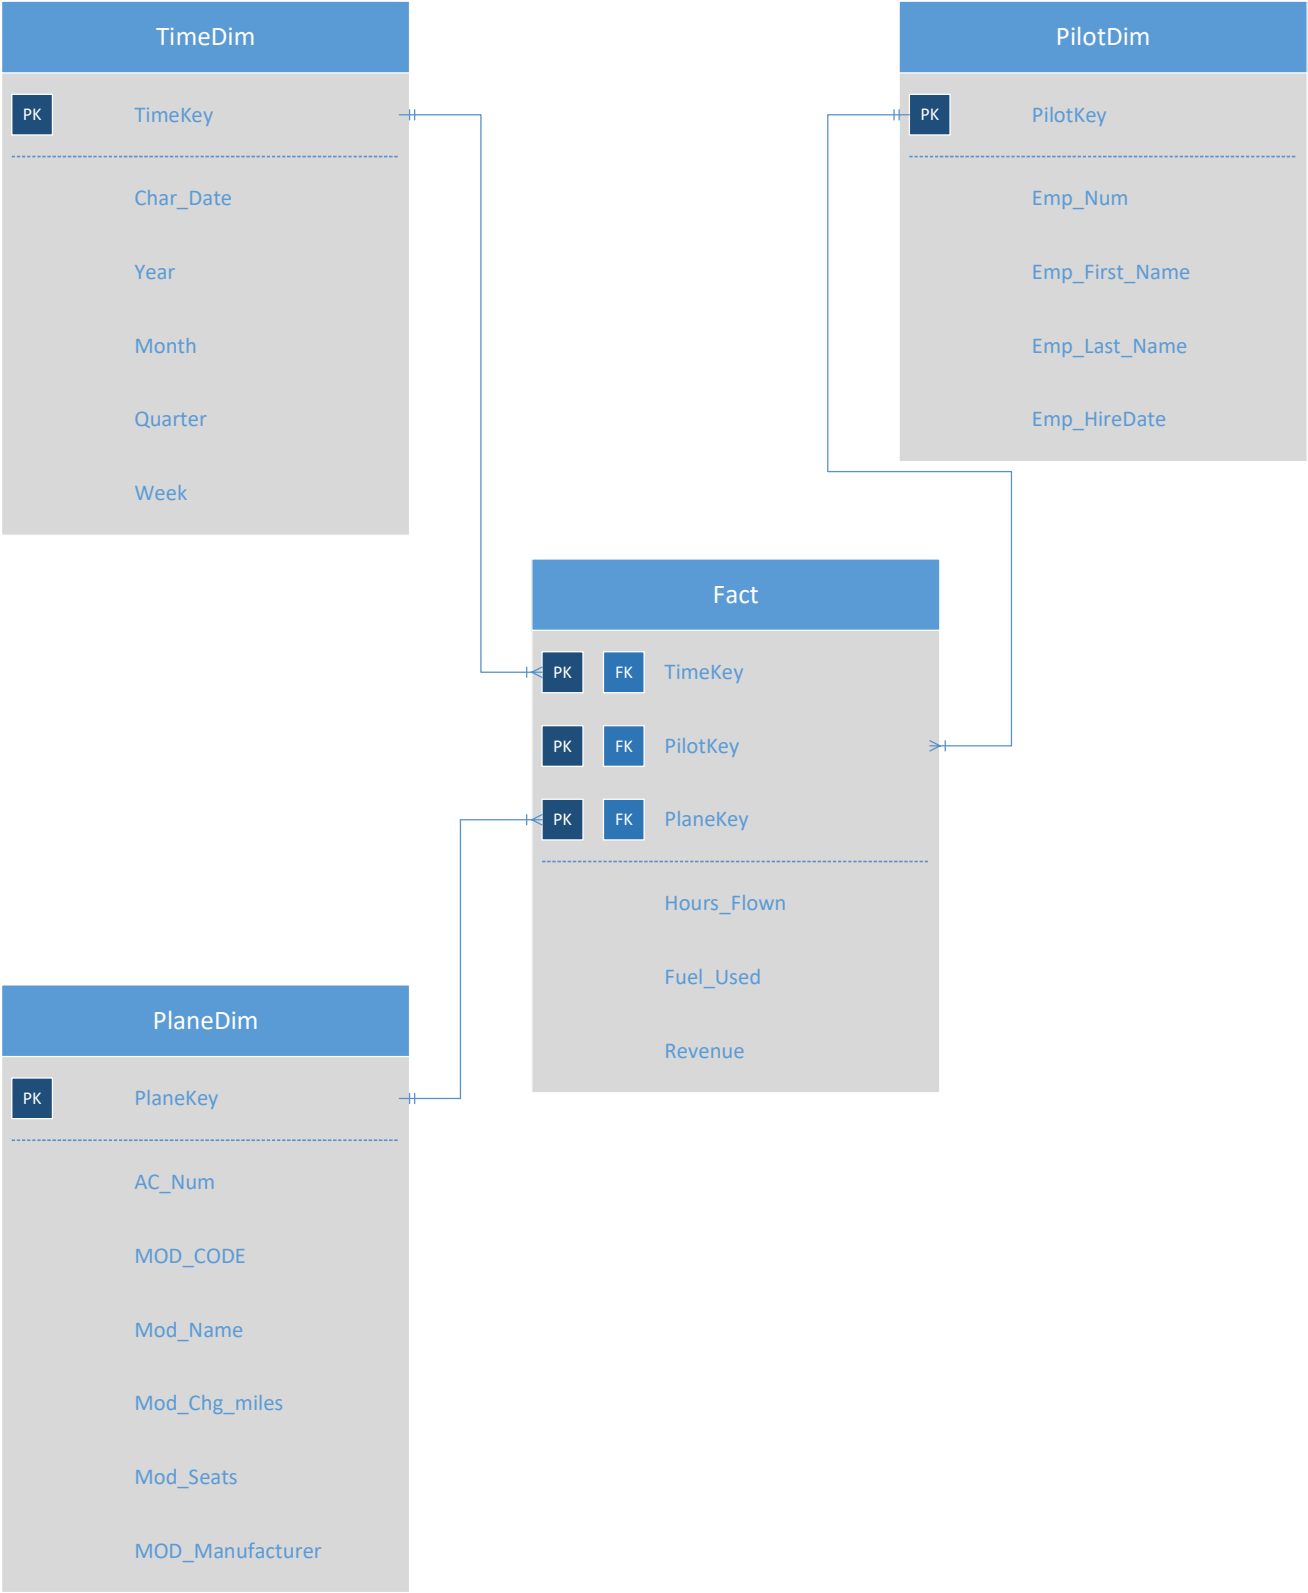 TimeDim
PK TimeKey
Char_Date
Year
Month
Quarter
Week
PilotDim
PK PilotKey
Emp_Num
Emp_First_Name
Emp_Last_Name
Emp_HireDate
Fact
PK FK TimeKey
PK FK PilotKey
PK FK PlaneKey
Hours_Flown
Fuel_Used
Revenue
PlaneDim
PK PlaneKey
AC_Num
MOD_CODE
Mod_Name
Mod_Chg_miles
Mod_Seats
MOD_Manufacturer